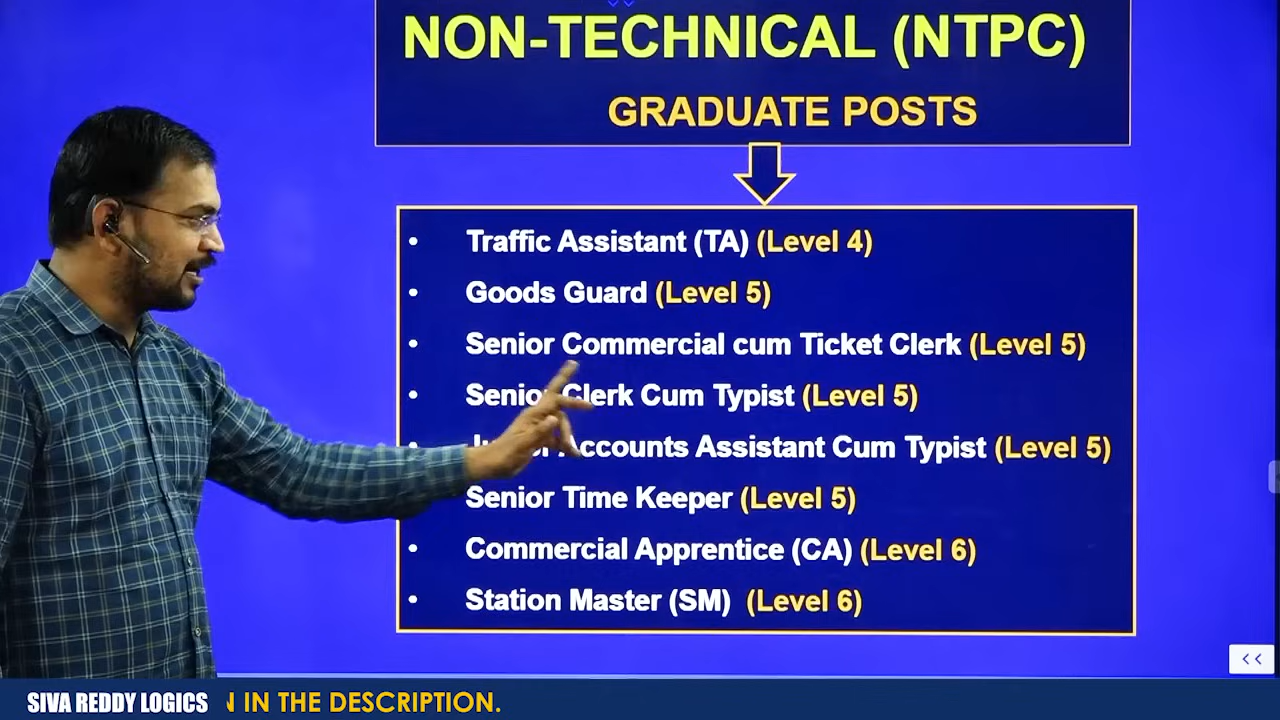 NON-TECHNICAL (NTPC)
GRADUATE POSTS
• Traffic Assistant (TA) (Level 4)
• Goods Guard (Level 5)
• Senior Commercial cum Ticket Clerk (Level 5)
• Senior Clerk Cum Typist (Level 5)
• Accounts Assistant Cum Typist (Level 5)
Senior Time Keeper (Level 5)
• Commercial Apprentice (CA) (Level 6)
• Station Master (SM) (Level 6)
<<
SIVA REDDY LOGICS IN THE DESCRIPTION.